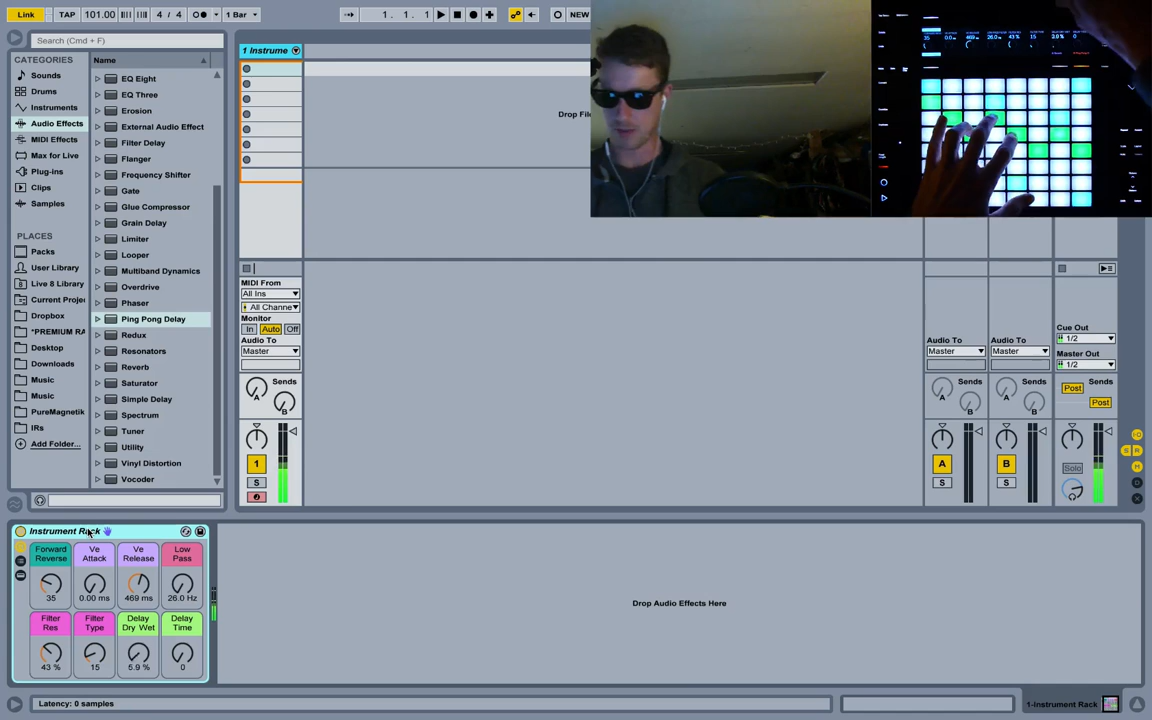 Link
TAP
101.00
4 / 4
1 Bar
1. 1. 1
NEW
Search (Cmd + F)
CATEGORIES
Sounds
Drums
Instruments
Audio Effects
MIDI Effects
Max for Live
Plug-ins
Clips
Samples
PLACES
Packs
User Library
Live 8 Library
Current Proje
Dropbox
*PREMIUM RA
Desktop
Downloads
Music
Music
PureMagnetik
IRs
Add Folder...
Name
EQ Eight
EQ Three
Erosion
External Audio Effect
Filter Delay
Flanger
Frequency Shifter
Gate
Glue Compressor
Grain Delay
Limiter
Looper
Multiband Dynamics
Overdrive
Phaser
Ping Pong Delay
Redux
Resonators
Reverb
Saturator
Simple Delay
Spectrum
Tuner
Utility
Vinyl Distortion
Vocoder
1 Instrume
Drop File
MIDI From
All Ins
All Channe
Monitor
In Auto Off
Audio To
Master
Sends
A
B
1
S
Audio To
Master
Sends
A
B
A
S
Audio To
Master
Sends
A
B
B
S
Cue Out
1/2
Master Out
1/2
Sends
Post
Post
Solo
Instrument Rack
Forward Reverse
Ve Attack
Ve Release
Low Pass
35
0.00 ms
469 ms
26.0 Hz
Filter Res
Filter Type
Delay Dry Wet
Delay Time
43 %
15
5.9 %
0
Drop Audio Effects Here
Latency: 0 samples
1-Instrument Rack